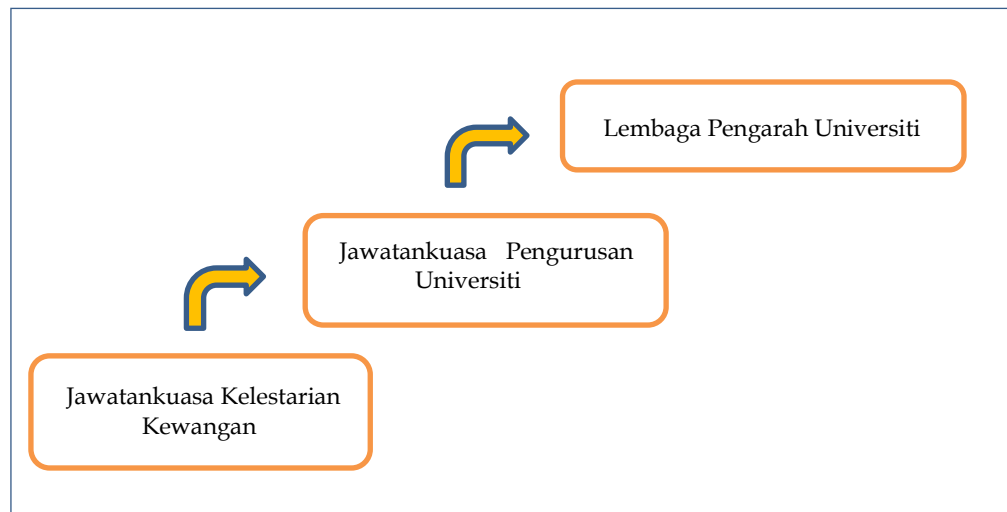 Lembaga Pengarah Universiti
Jawatankuasa Pengurusan
Universiti
Jawatankuasa Kelestarian
Kewangan